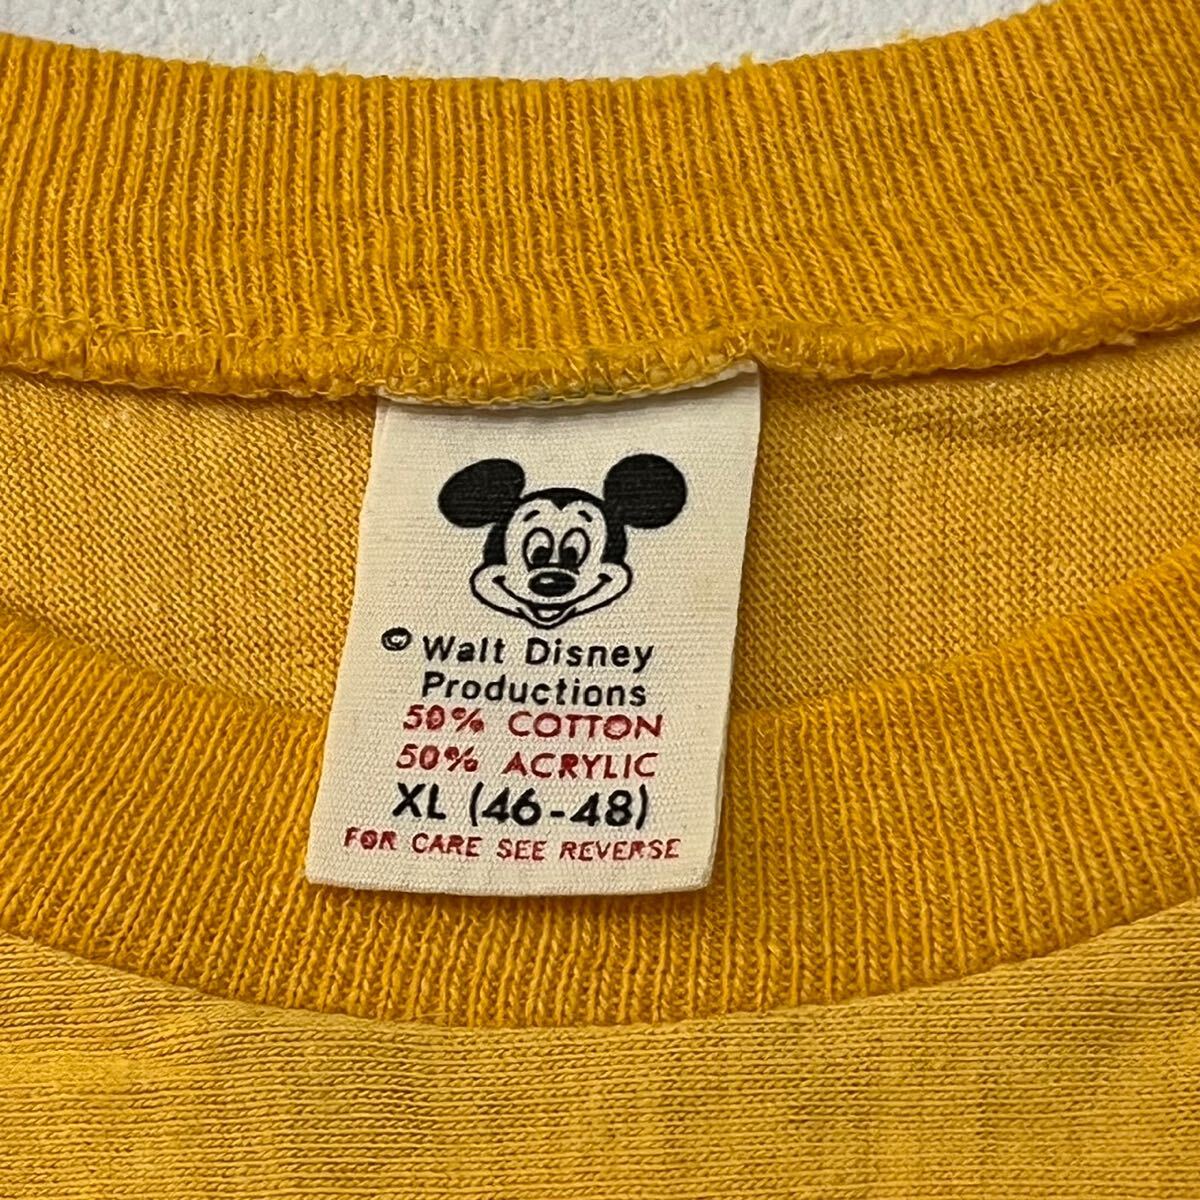 © Walt Disney
Productions
50% COTTON
50% ACRYLIC
XL (46-48)
FOR CARE SEE REVERSE